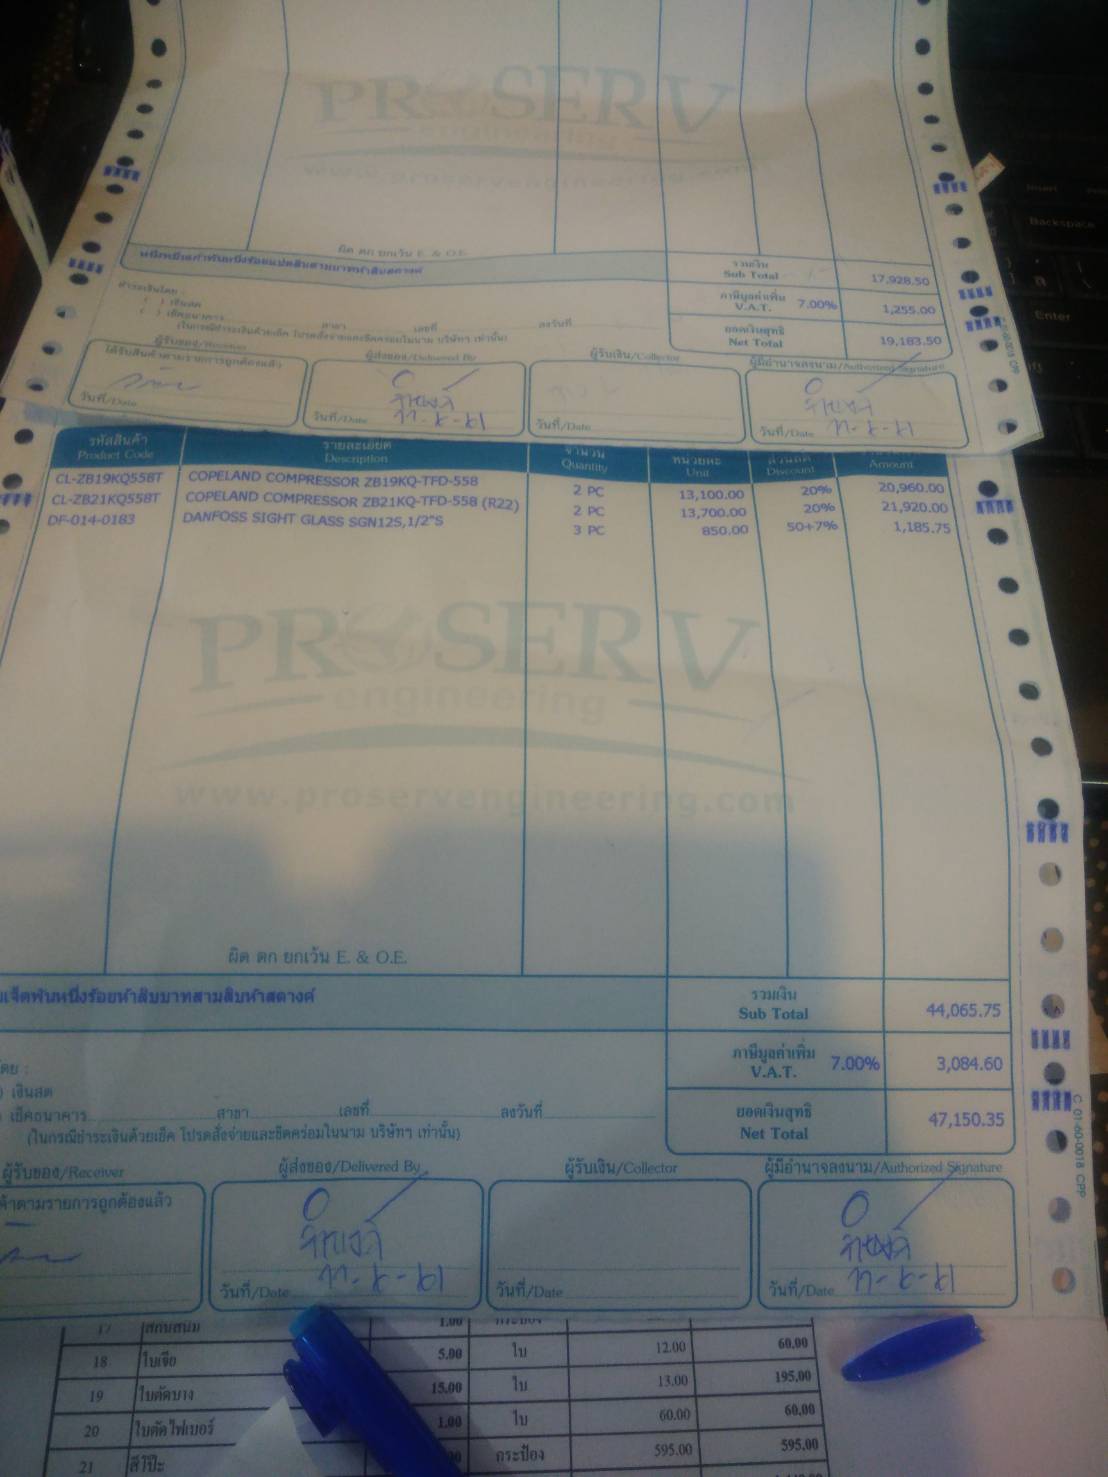 PROSERV
engineering
www.proservengineering.com
ผิด ตก ยกเว้น E. & O.E.
หนึ่งหมื่นเก้าพันหนึ่งร้อยแปดสิบสามบาทห้าสิบสตางค์
รวมเงิน
Sub Total 17,928.50
ภาษีมูลค่าเพิ่ม
V.A.T. 7.00% 1,255.00
ยอดเงินสุทธิ
Net Total 19,183.50
ชำระเงินโดย :
( ) เงินสด
( ) เช็คธนาคาร สาขา เลขที่ ลงวันที่
(ในกรณีชำระเงินด้วยเช็ค โปรดสั่งจ่ายและขีดคร่อมในนาม บริษัทฯ เท่านั้น)
ผู้รับของ/Receiver ผู้ส่งของ/Delivered By ผู้รับเงิน/Collector ผู้มีอำนาจลงนาม/Authorized Signature
ได้รับสินค้าตามรายการถูกต้องแล้ว
วันที่/Date วันที่/Date วันที่/Date วันที่/Date
รหัสสินค้า รายละเอียด จำนวน หน่วยละ ส่วนลด
Product Code Description Quantity Unit Discount Amount
CL-ZB19KQ558T COPELAND COMPRESSOR ZB19KQ-TFD-558 2 PC 13,100.00 20% 20,960.00
CL-ZB21KQ558T COPELAND COMPRESSOR ZB21KQ-TFD-558 (R22) 2 PC 13,700.00 20% 21,920.00
DF-014-0183 DANFOSS SIGHT GLASS SGN12S,1/2"S 3 PC 850.00 50+7% 1,185.75
PROSERV
engineering
www.proservengineering.com
ผิด ตก ยกเว้น E. & O.E.
เจ็ดพันหนึ่งร้อยห้าสิบบาทสามสิบห้าสตางค์
รวมเงิน
Sub Total 44,065.75
ภาษีมูลค่าเพิ่ม
V.A.T. 7.00% 3,084.60
ยอดเงินสุทธิ
Net Total 47,150.35
ดย :
) เงินสด
เช็คธนาคาร สาขา เลขที่ ลงวันที่
(ในกรณีชำระเงินด้วยเช็ค โปรดสั่งจ่ายและขีดคร่อมในนาม บริษัทฯ เท่านั้น)
C 01-60-0018 CPP
ผู้รับของ/Receiver ผู้ส่งของ/Delivered By ผู้รับเงิน/Collector ผู้มีอำนาจลงนาม/Authorized Signature
ค้าตามรายการถูกต้องแล้ว
วันที่/Date วันที่/Date วันที่/Date
17 1.00 กระป๋อง
18 ใบเจีย 5.00 ใบ 12.00 60.00
19 ใบตัดบาง 15.00 ใบ 13.00 195.00
20 ใบตัดไฟเบอร์ 1.00 ใบ 60.00 60.00
21 สีโป๊ะ กระป๋อง 595.00 595.00
Insert
Backspace
Enter